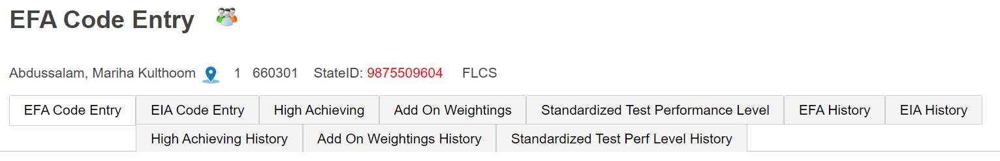 EFA Code Entry
Abdussalam, Mariha Kulthoom 1 660301 StateID: 9875509604 FLCS
EFA Code Entry EIA Code Entry High Achieving Add On Weightings Standardized Test Performance Level EFA History EIA History
High Achieving History Add On Weightings History Standardized Test Perf Level History